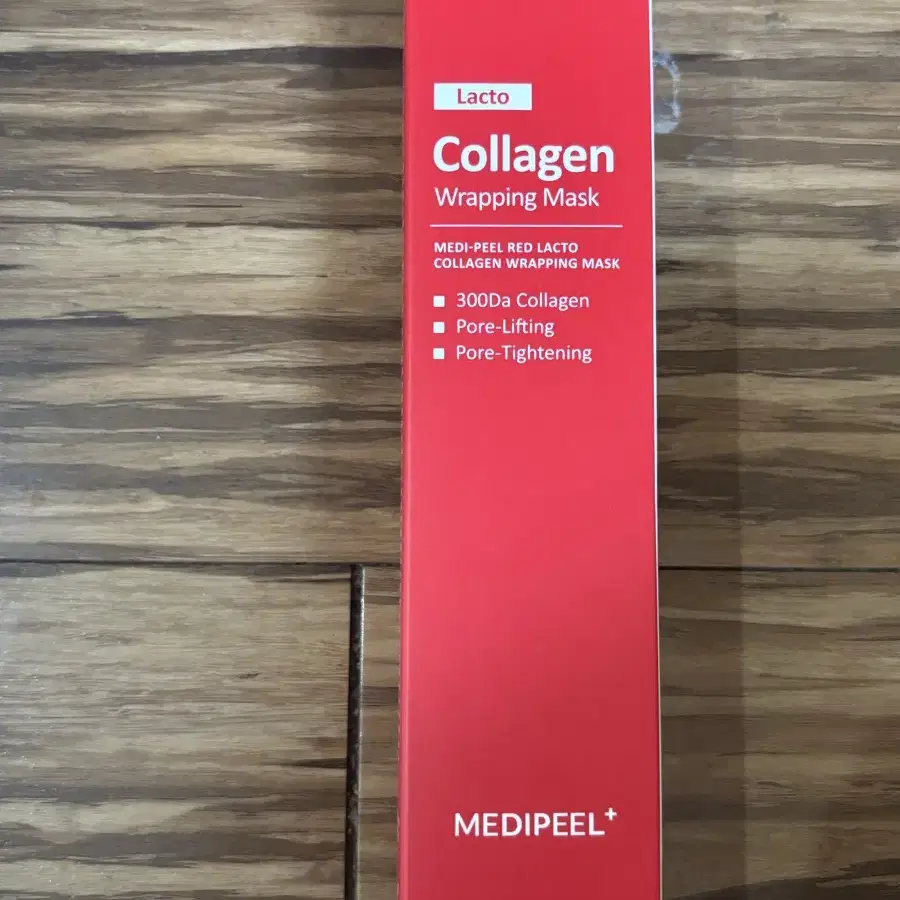 Lacto
Collagen
Wrapping Mask
MEDI-PEEL RED LACTO
COLLAGEN WRAPPING MASK
300Da Collagen
Pore-Lifting
Pore-Tightening
MEDIPEEL+